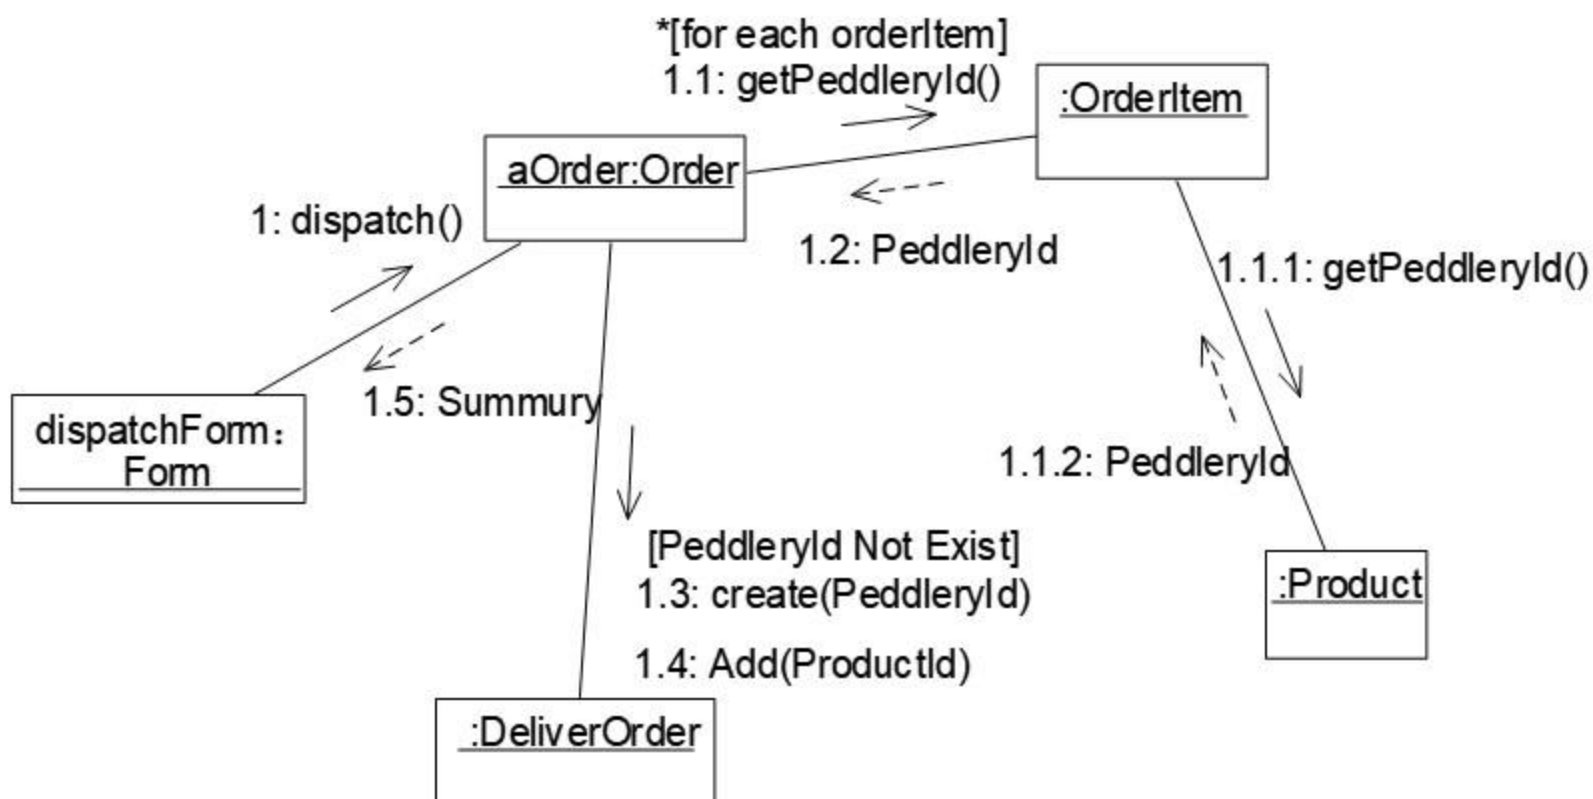 *[for each orderItem]
1.1: getPeddleryId()
:OrderItem
aOrder:Order
1: dispatch()
1.2: PeddleryId
1.1.1: getPeddleryId()
1.5: Summury
dispatchForm：
Form
1.1.2: PeddleryId
[PeddleryId Not Exist]
1.3: create(PeddleryId)
:Product
1.4: Add(ProductId)
:DeliverOrder